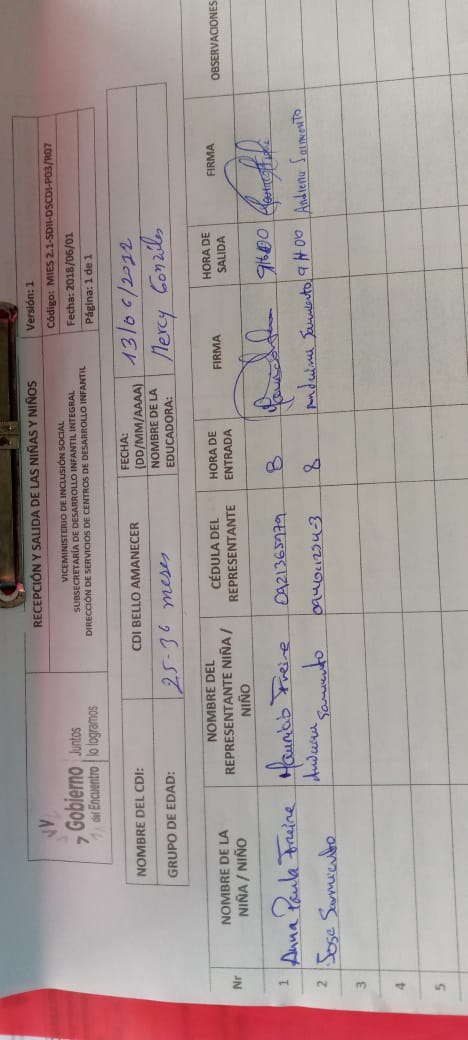 Gobierno
del Encuentro
Juntos
lo logramos
RECEPCIÓN Y SALIDA DE LAS NIÑAS Y NIÑOS
VICEMINISTERIO DE INCLUSIÓN SOCIAL
SUBSECRETARÍA DE DESARROLLO INFANTIL INTEGRAL
DIRECCIÓN DE SERVICIOS DE CENTROS DE DESARROLLO INFANTIL
Versión: 1
Código: MIES 2.1-SDII-DSCDI-P03/R07
Fecha: 2018/06/01
Página: 1 de 1
NOMBRE DEL CDI: CDI BELLO AMANECER FECHA: (DD/MM/AAAA) 13/06/2022
GRUPO DE EDAD: 25-36 meses NOMBRE DE LA EDUCADORA: Mercy Gonzáles
Nr NOMBRE DE LA NIÑA / NIÑO NOMBRE DEL REPRESENTANTE NIÑA / NIÑO CÉDULA DEL REPRESENTANTE HORA DE ENTRADA FIRMA HORA DE SALIDA FIRMA OBSERVACIONES
1 Anna Paula Freire Mauricio Freire 0921365979 8 9H00
2 Jose Sarmiento Andreina Sarmiento 8 Andreina Sarmiento 9H00 Andreina Sarmiento
3
4
5